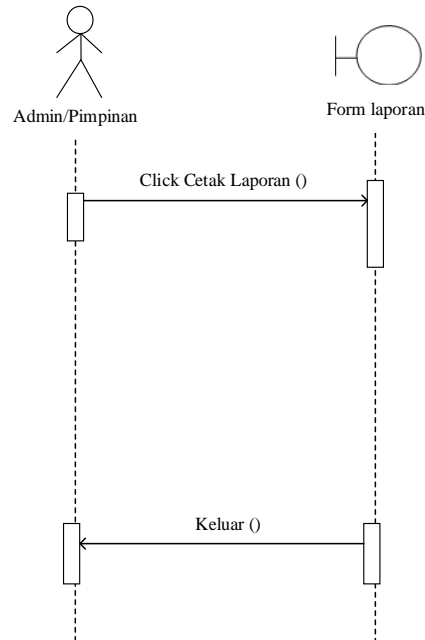 Admin/Pimpinan
Form laporan
Click Cetak Laporan ()
Keluar ()